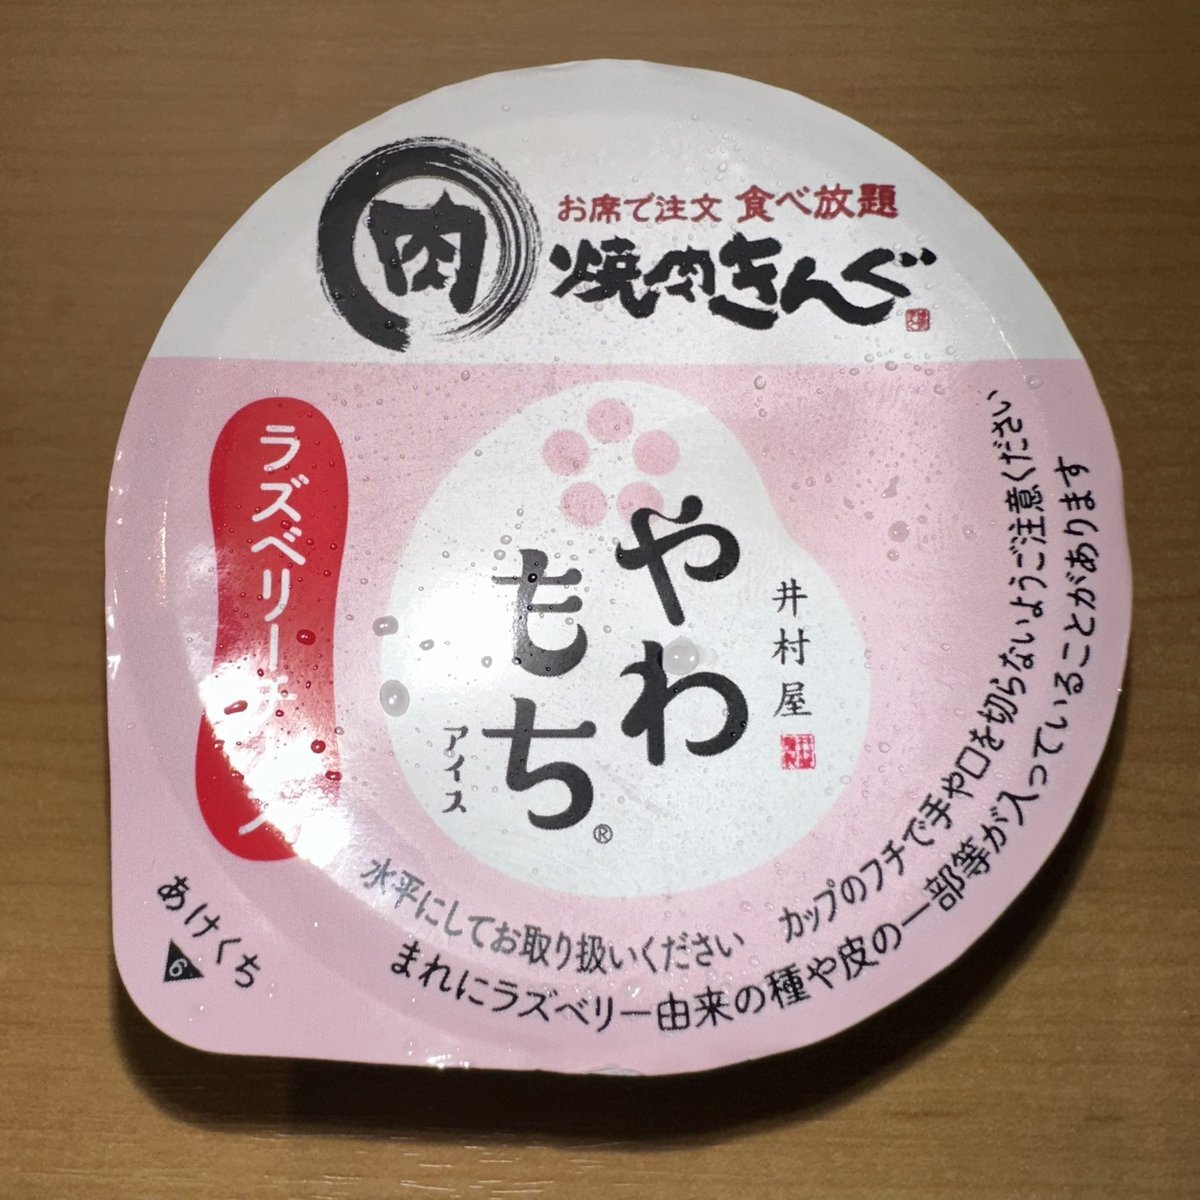 肉
お席で注文 食べ放題
焼肉きんぐ
ラズベリー
井村屋
やわ
もち
アイス
®
水平にしてお取り扱いください カップのフチで手や口を切らないようご注意ください
まれにラズベリー由来の種や皮の一部等が入っていることがあります
あけくち
6